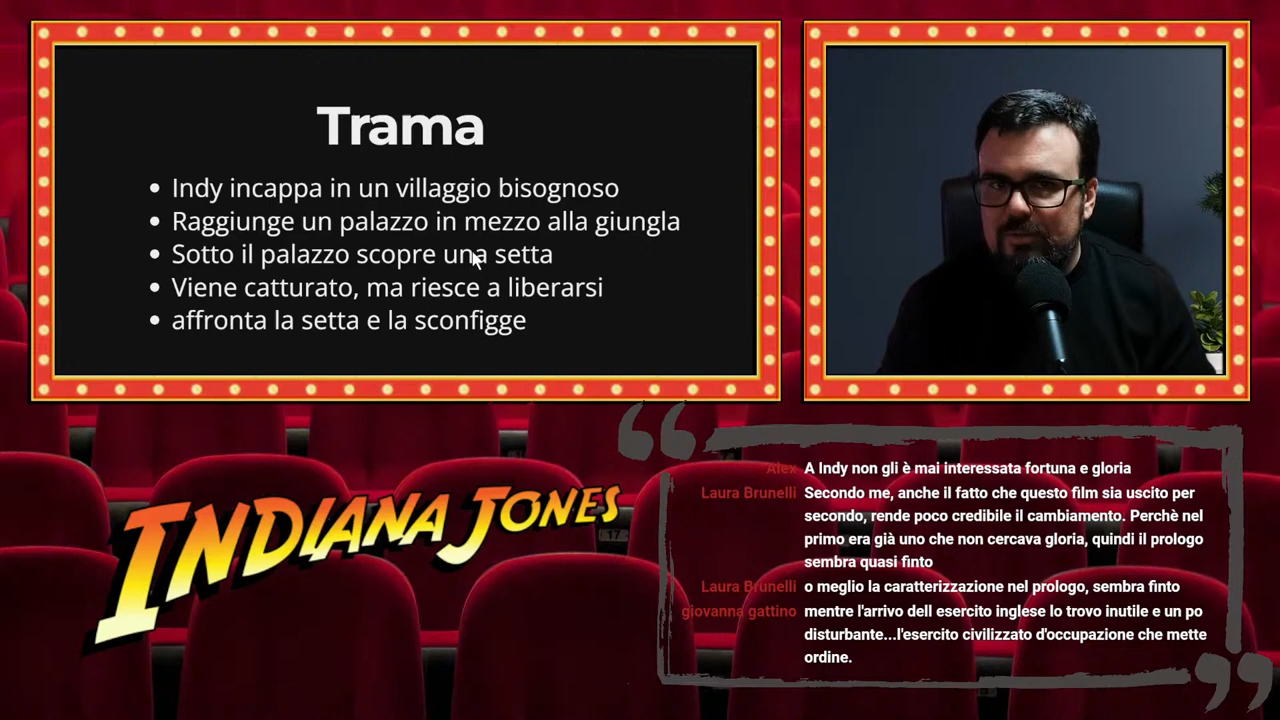 Trama
Indy incappa in un villaggio bisognoso
Raggiunge un palazzo in mezzo alla giungla
Sotto il palazzo scopre una setta
Viene catturato, ma riesce a liberarsi
affronta la setta e la sconfigge
INDIANA JONES
17
Alex A Indy non gli è mai interessata fortuna e gloria
Laura Brunelli Secondo me, anche il fatto che questo film sia uscito per
secondo, rende poco credibile il cambiamento. Perchè nel
primo era già uno che non cercava gloria, quindi il prologo
sembra quasi finto
Laura Brunelli o meglio la caratterizzazione nel prologo, sembra finto
giovanna gattino mentre l'arrivo dell esercito inglese lo trovo inutile e un po
disturbante...l'esercito civilizzato d'occupazione che mette
ordine.